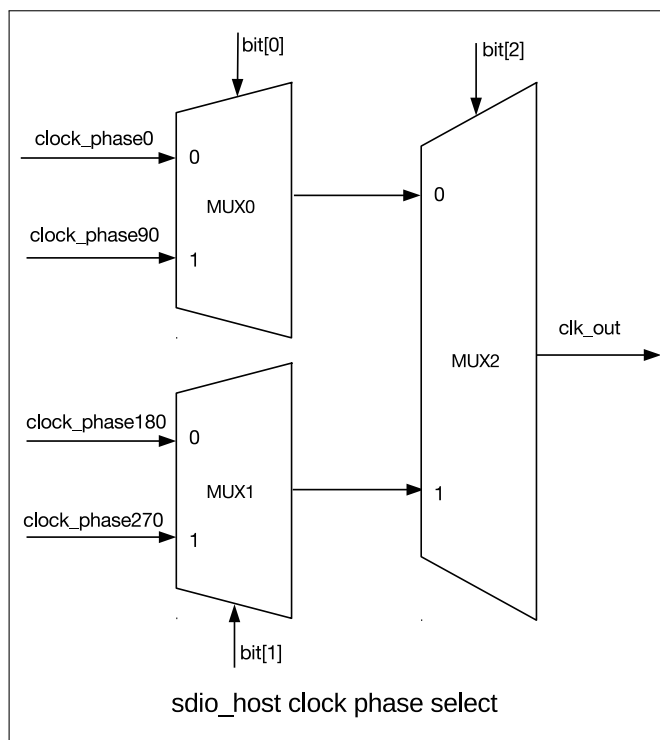 bit[0]
bit[2]
clock_phase0
0
MUX0
0
clock_phase90
1
clk_out
MUX2
clock_phase180
0
MUX1
1
clock_phase270
1
bit[1]
sdio_host clock phase select